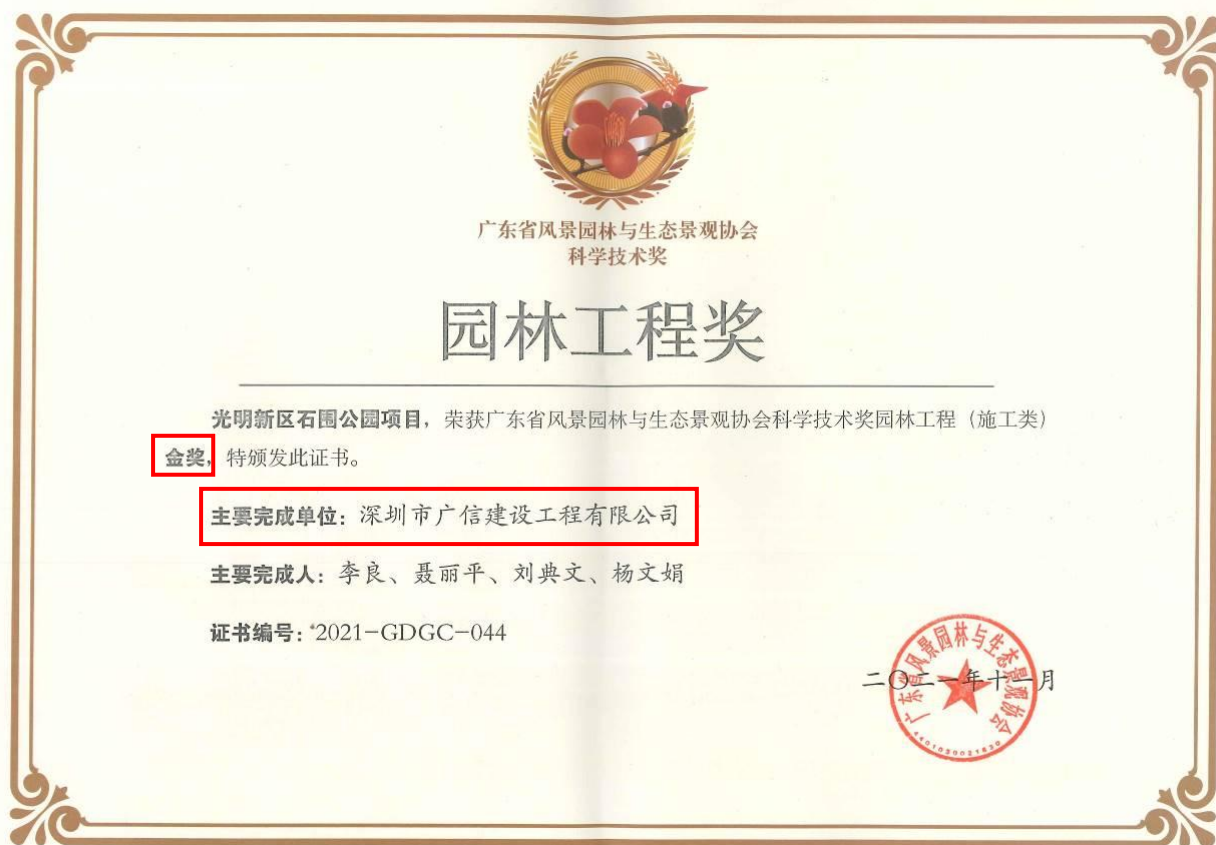 广东省风景园林与生态景观协会
科学技术奖
园林工程奖
光明新区石围公园项目，荣获广东省风景园林与生态景观协会科学技术奖园林工程（施工类）
金奖，特颁发此证书。
主要完成单位：深圳市广信建设工程有限公司
主要完成人：李良、聂丽平、刘典文、杨文娟
证书编号：2021-GDGC-044
二〇二一年十一月
广东省风景园林与生态景观协会